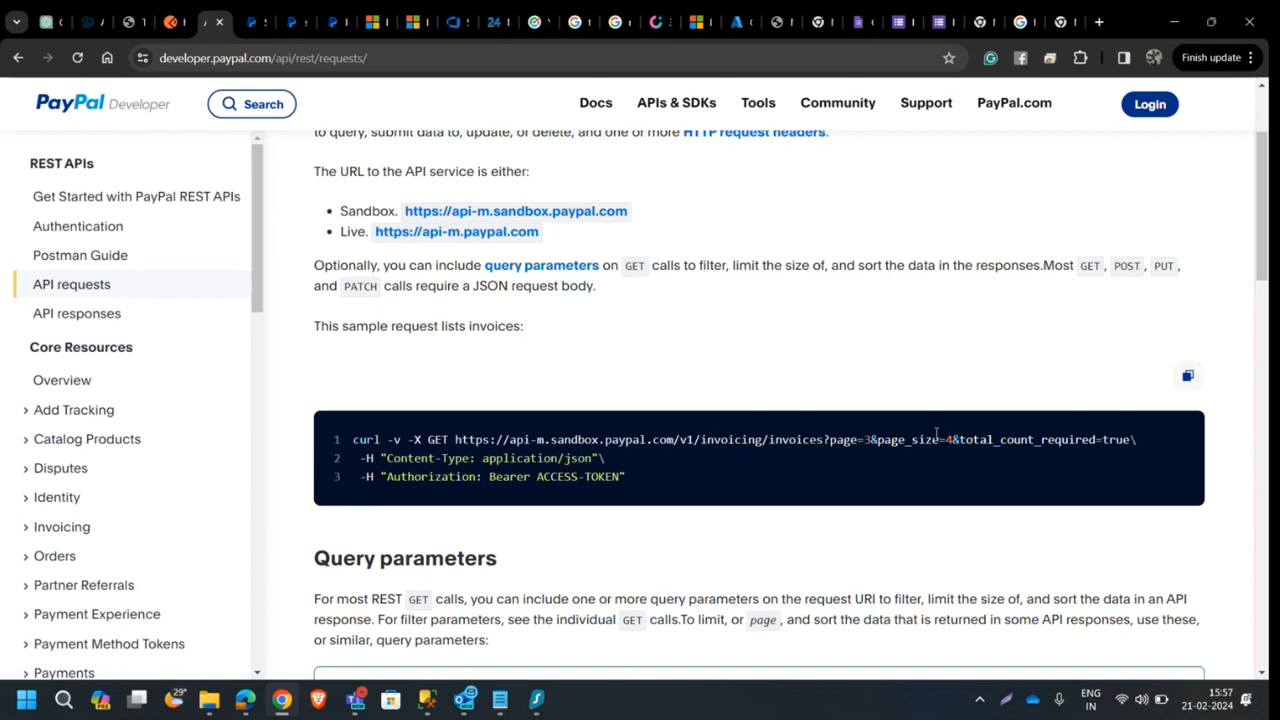 developer.paypal.com/api/rest/requests/
Finish update
PayPal Developer
Search
Docs
APIs & SDKs
Tools
Community
Support
PayPal.com
Login
REST APIs
Get Started with PayPal REST APIs
Authentication
Postman Guide
API requests
API responses
Core Resources
Overview
Add Tracking
Catalog Products
Disputes
Identity
Invoicing
Orders
Partner Referrals
Payment Experience
Payment Method Tokens
Payments
to query, submit data to, update, or delete, and one or more HTTP request headers.
The URL to the API service is either:
Sandbox. https://api-m.sandbox.paypal.com
Live. https://api-m.paypal.com
Optionally, you can include query parameters on GET calls to filter, limit the size of, and sort the data in the responses.Most GET, POST, PUT,
and PATCH calls require a JSON request body.
This sample request lists invoices:
1 curl -v -X GET https://api-m.sandbox.paypal.com/v1/invoicing/invoices?page=3&page_size=4&total_count_required=true\
2 -H "Content-Type: application/json"\
3 -H "Authorization: Bearer ACCESS-TOKEN"
Query parameters
For most REST GET calls, you can include one or more query parameters on the request URI to filter, limit the size of, and sort the data in an API
response. For filter parameters, see the individual GET calls.To limit, or page, and sort the data that is returned in some API responses, use these,
or similar, query parameters:
29°
ENG
IN
15:57
21-02-2024